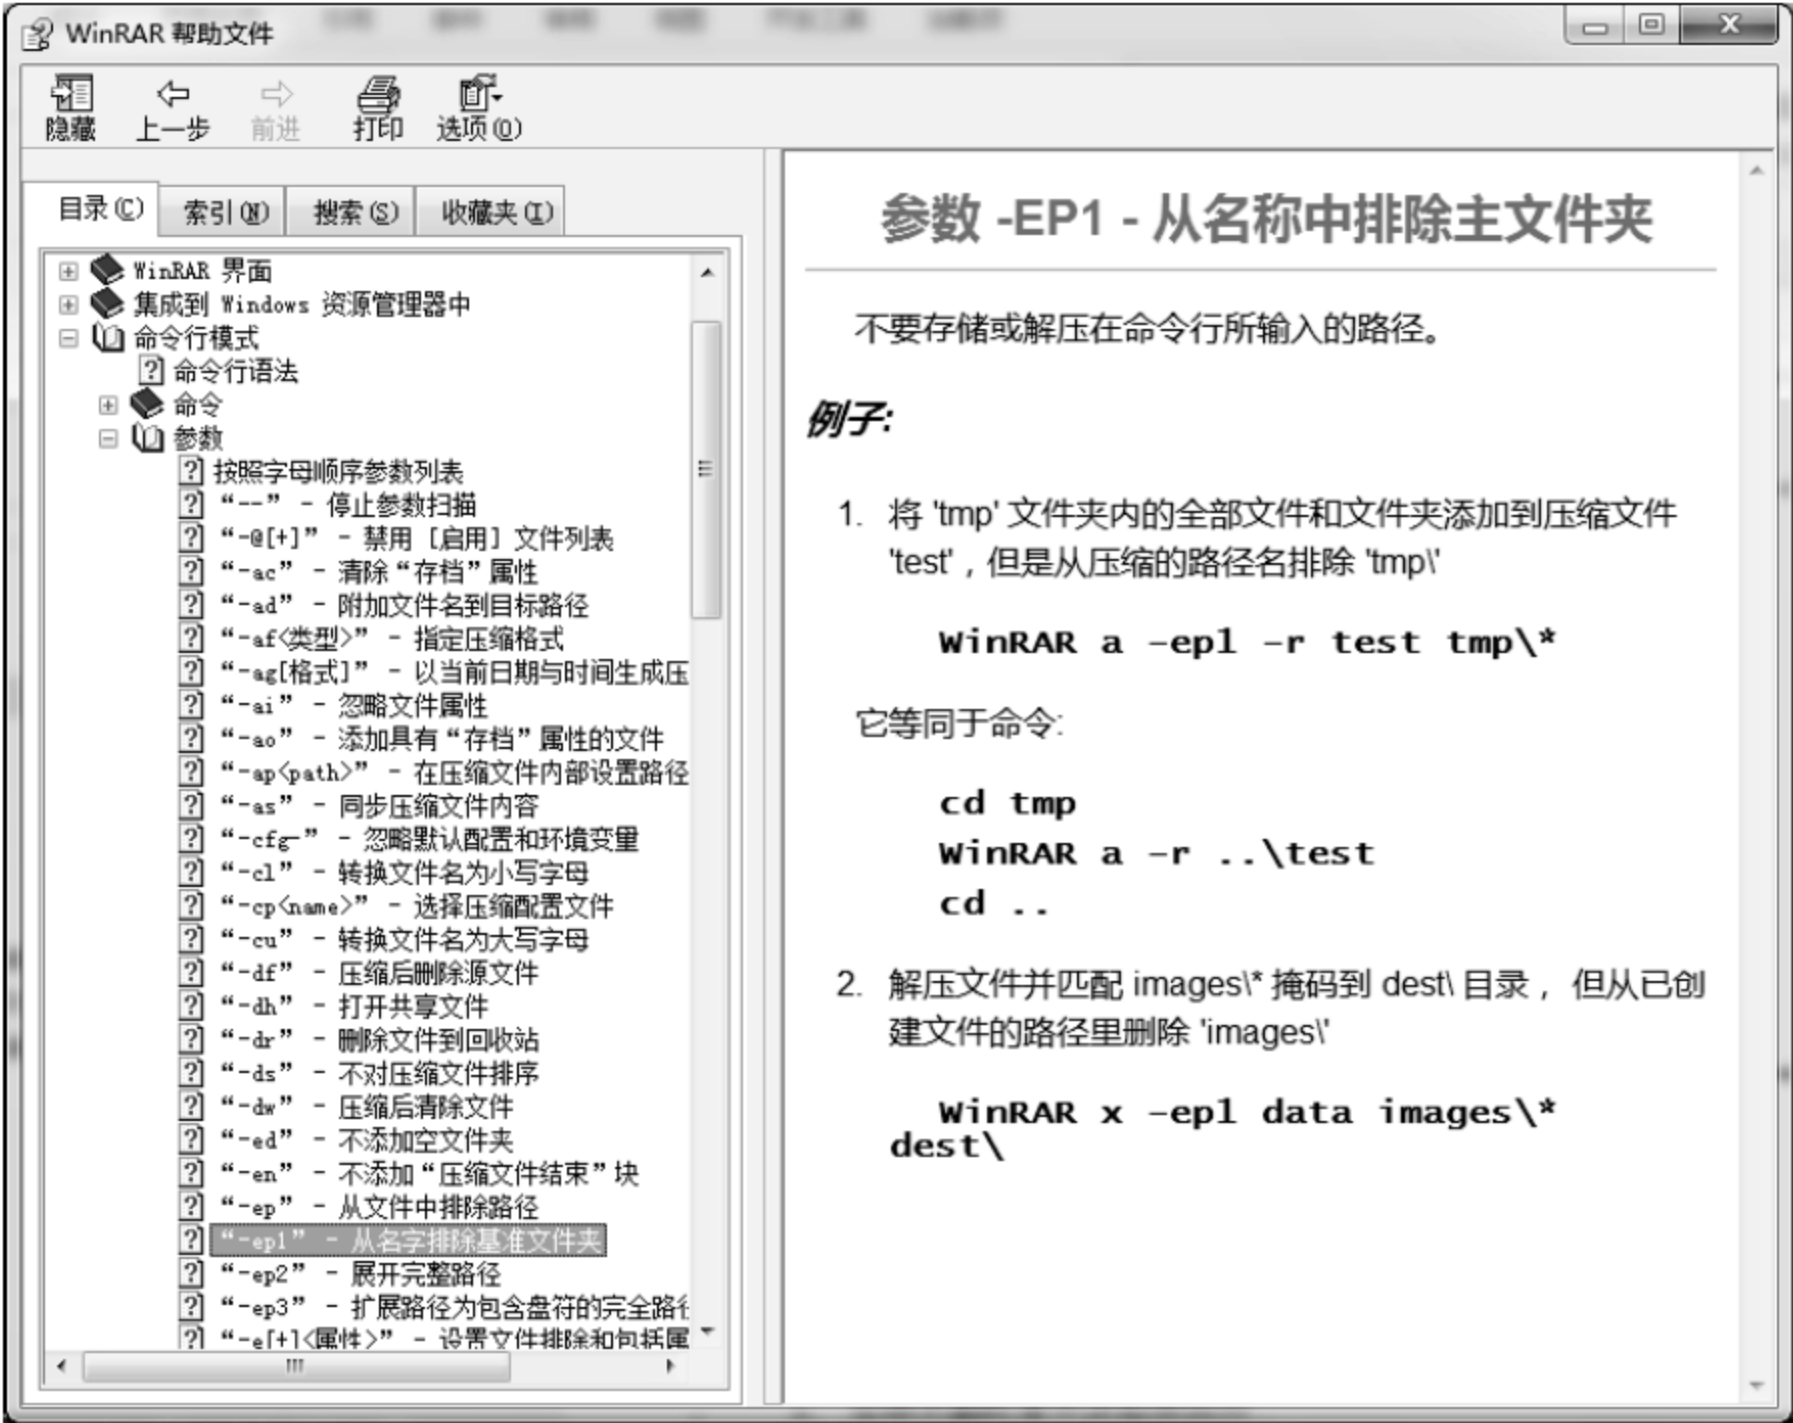 WinRAR 帮助文件
隐藏 上一步 前进 打印 选项(O)
目录(C) 索引(N) 搜索(S) 收藏夹(I)
WinRAR 界面
集成到 Windows 资源管理器中
命令行模式
命令行语法
命令
参数
按照字母顺序参数列表
“--” - 停止参数扫描
“-@[+]” - 禁用 [启用] 文件列表
“-ac” - 清除“存档”属性
“-ad” - 附加文件名到目标路径
“-af<类型>” - 指定压缩格式
“-ag[格式]” - 以当前日期与时间生成压
“-ai” - 忽略文件属性
“-ao” - 添加具有“存档”属性的文件
“-ap<path>” - 在压缩文件内部设置路径
“-as” - 同步压缩文件内容
“-cfg-” - 忽略默认配置和环境变量
“-cl” - 转换文件名为小写字母
“-cp<name>” - 选择压缩配置文件
“-cu” - 转换文件名为大写字母
“-df” - 压缩后删除源文件
“-dh” - 打开共享文件
“-dr” - 删除文件到回收站
“-ds” - 不对压缩文件排序
“-dw” - 压缩后清除文件
“-ed” - 不添加空文件夹
“-en” - 不添加“压缩文件结束”块
“-ep” - 从文件中排除路径
“-ep1” - 从名字排除基准文件夹
“-ep2” - 展开完整路径
“-ep3” - 扩展路径为包含盘符的完全路径
“-e[+]<属性>” - 设置文件排除和包括属
参数 -EP1 - 从名称中排除主文件夹
不要存储或解压在命令行所输入的路径。
例子:
1. 将 'tmp' 文件夹内的全部文件和文件夹添加到压缩文件
'test'，但是从压缩的路径名排除 'tmp\'
WinRAR a -ep1 -r test tmp\*
它等同于命令:
cd tmp
WinRAR a -r ..\test
cd ..
2. 解压文件并匹配 images\* 掩码到 dest\ 目录， 但从已创
建文件的路径里删除 'images\'
WinRAR x -ep1 data images\*
dest\